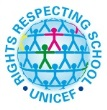 RIGHTS RESPECTING SCHOOL
· UNICEF ·